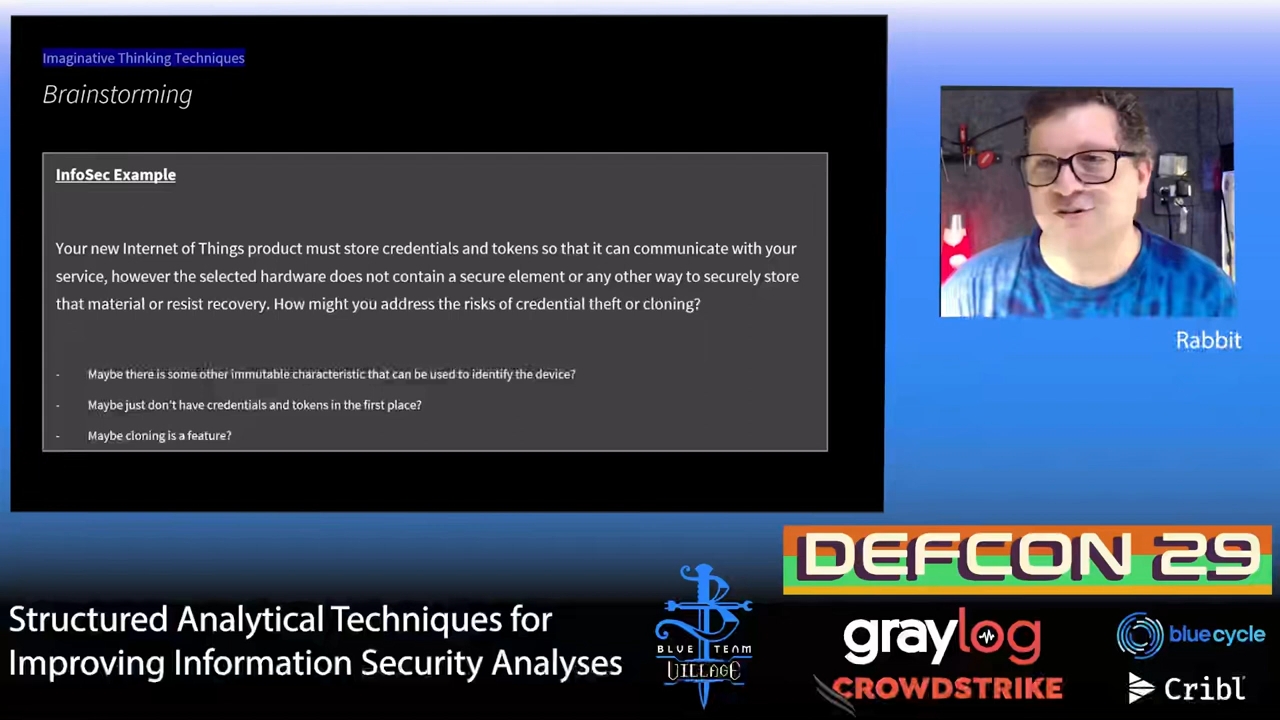 Imaginative Thinking Techniques
Brainstorming
InfoSec Example
Your new Internet of Things product must store credentials and tokens so that it can communicate with your
service, however the selected hardware does not contain a secure element or any other way to securely store
that material or resist recovery. How might you address the risks of credential theft or cloning?
- Maybe there is some other immutable characteristic that can be used to identify the device?
- Maybe just don't have credentials and tokens in the first place?
- Maybe cloning is a feature?
Rabbit
DEFCON 29
Structured Analytical Techniques for
Improving Information Security Analyses
BLUE TEAM
VILLAGE
graylog
blue cycle
CROWDSTRIKE
Cribl